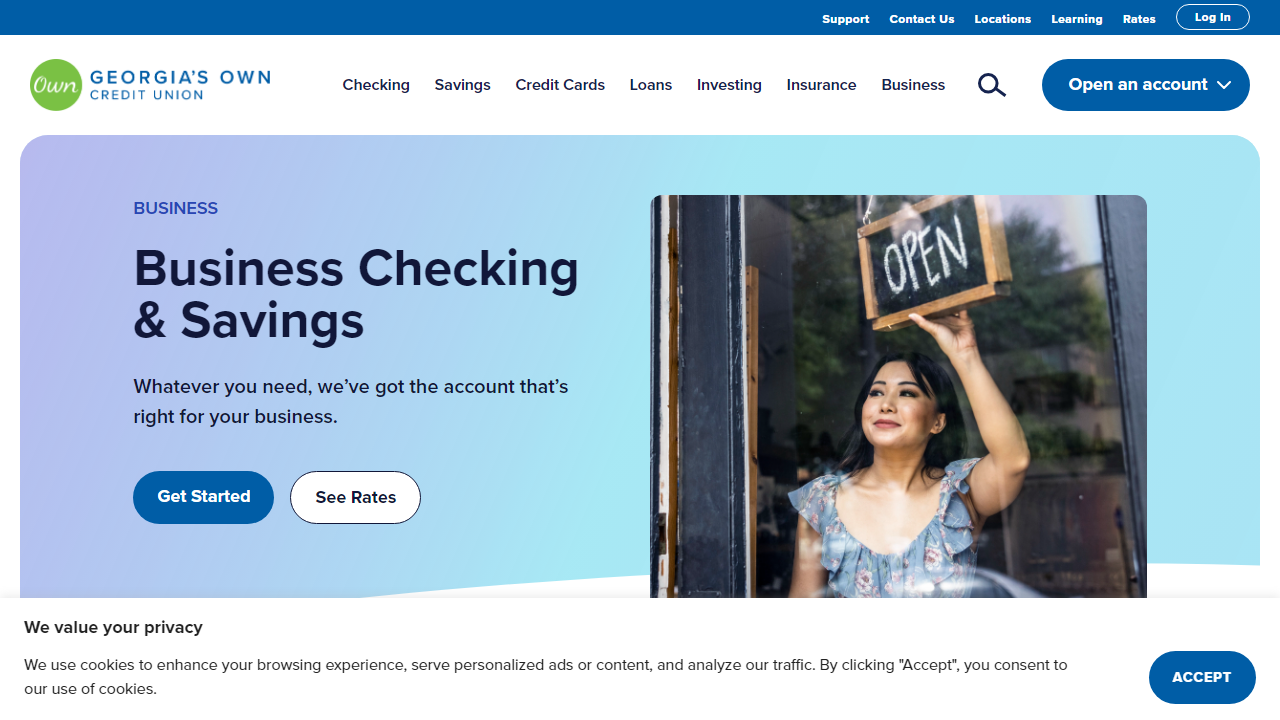 Support Contact Us Locations Learning Rates Log In
Own GEORGIA'S OWN
CREDIT UNION
Checking Savings Credit Cards Loans Investing Insurance Business Open an account
BUSINESS
Business Checking
& Savings
Whatever you need, we’ve got the account that’s
right for your business.
Get Started See Rates
OPEN
We value your privacy
We use cookies to enhance your browsing experience, serve personalized ads or content, and analyze our traffic. By clicking "Accept", you consent to
our use of cookies.
ACCEPT